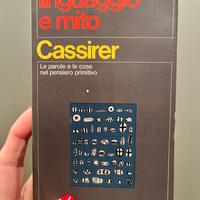 linguaggio
e mito
Cassirer
Le parole e le cose
nel pensiero primitivo